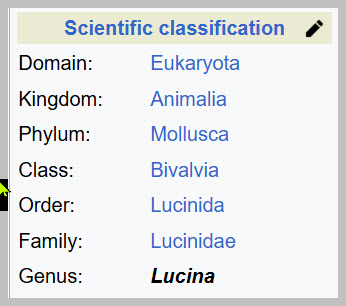 Scientific classification
Domain: Eukaryota
Kingdom: Animalia
Phylum: Mollusca
Class: Bivalvia
Order: Lucinida
Family: Lucinidae
Genus: Lucina